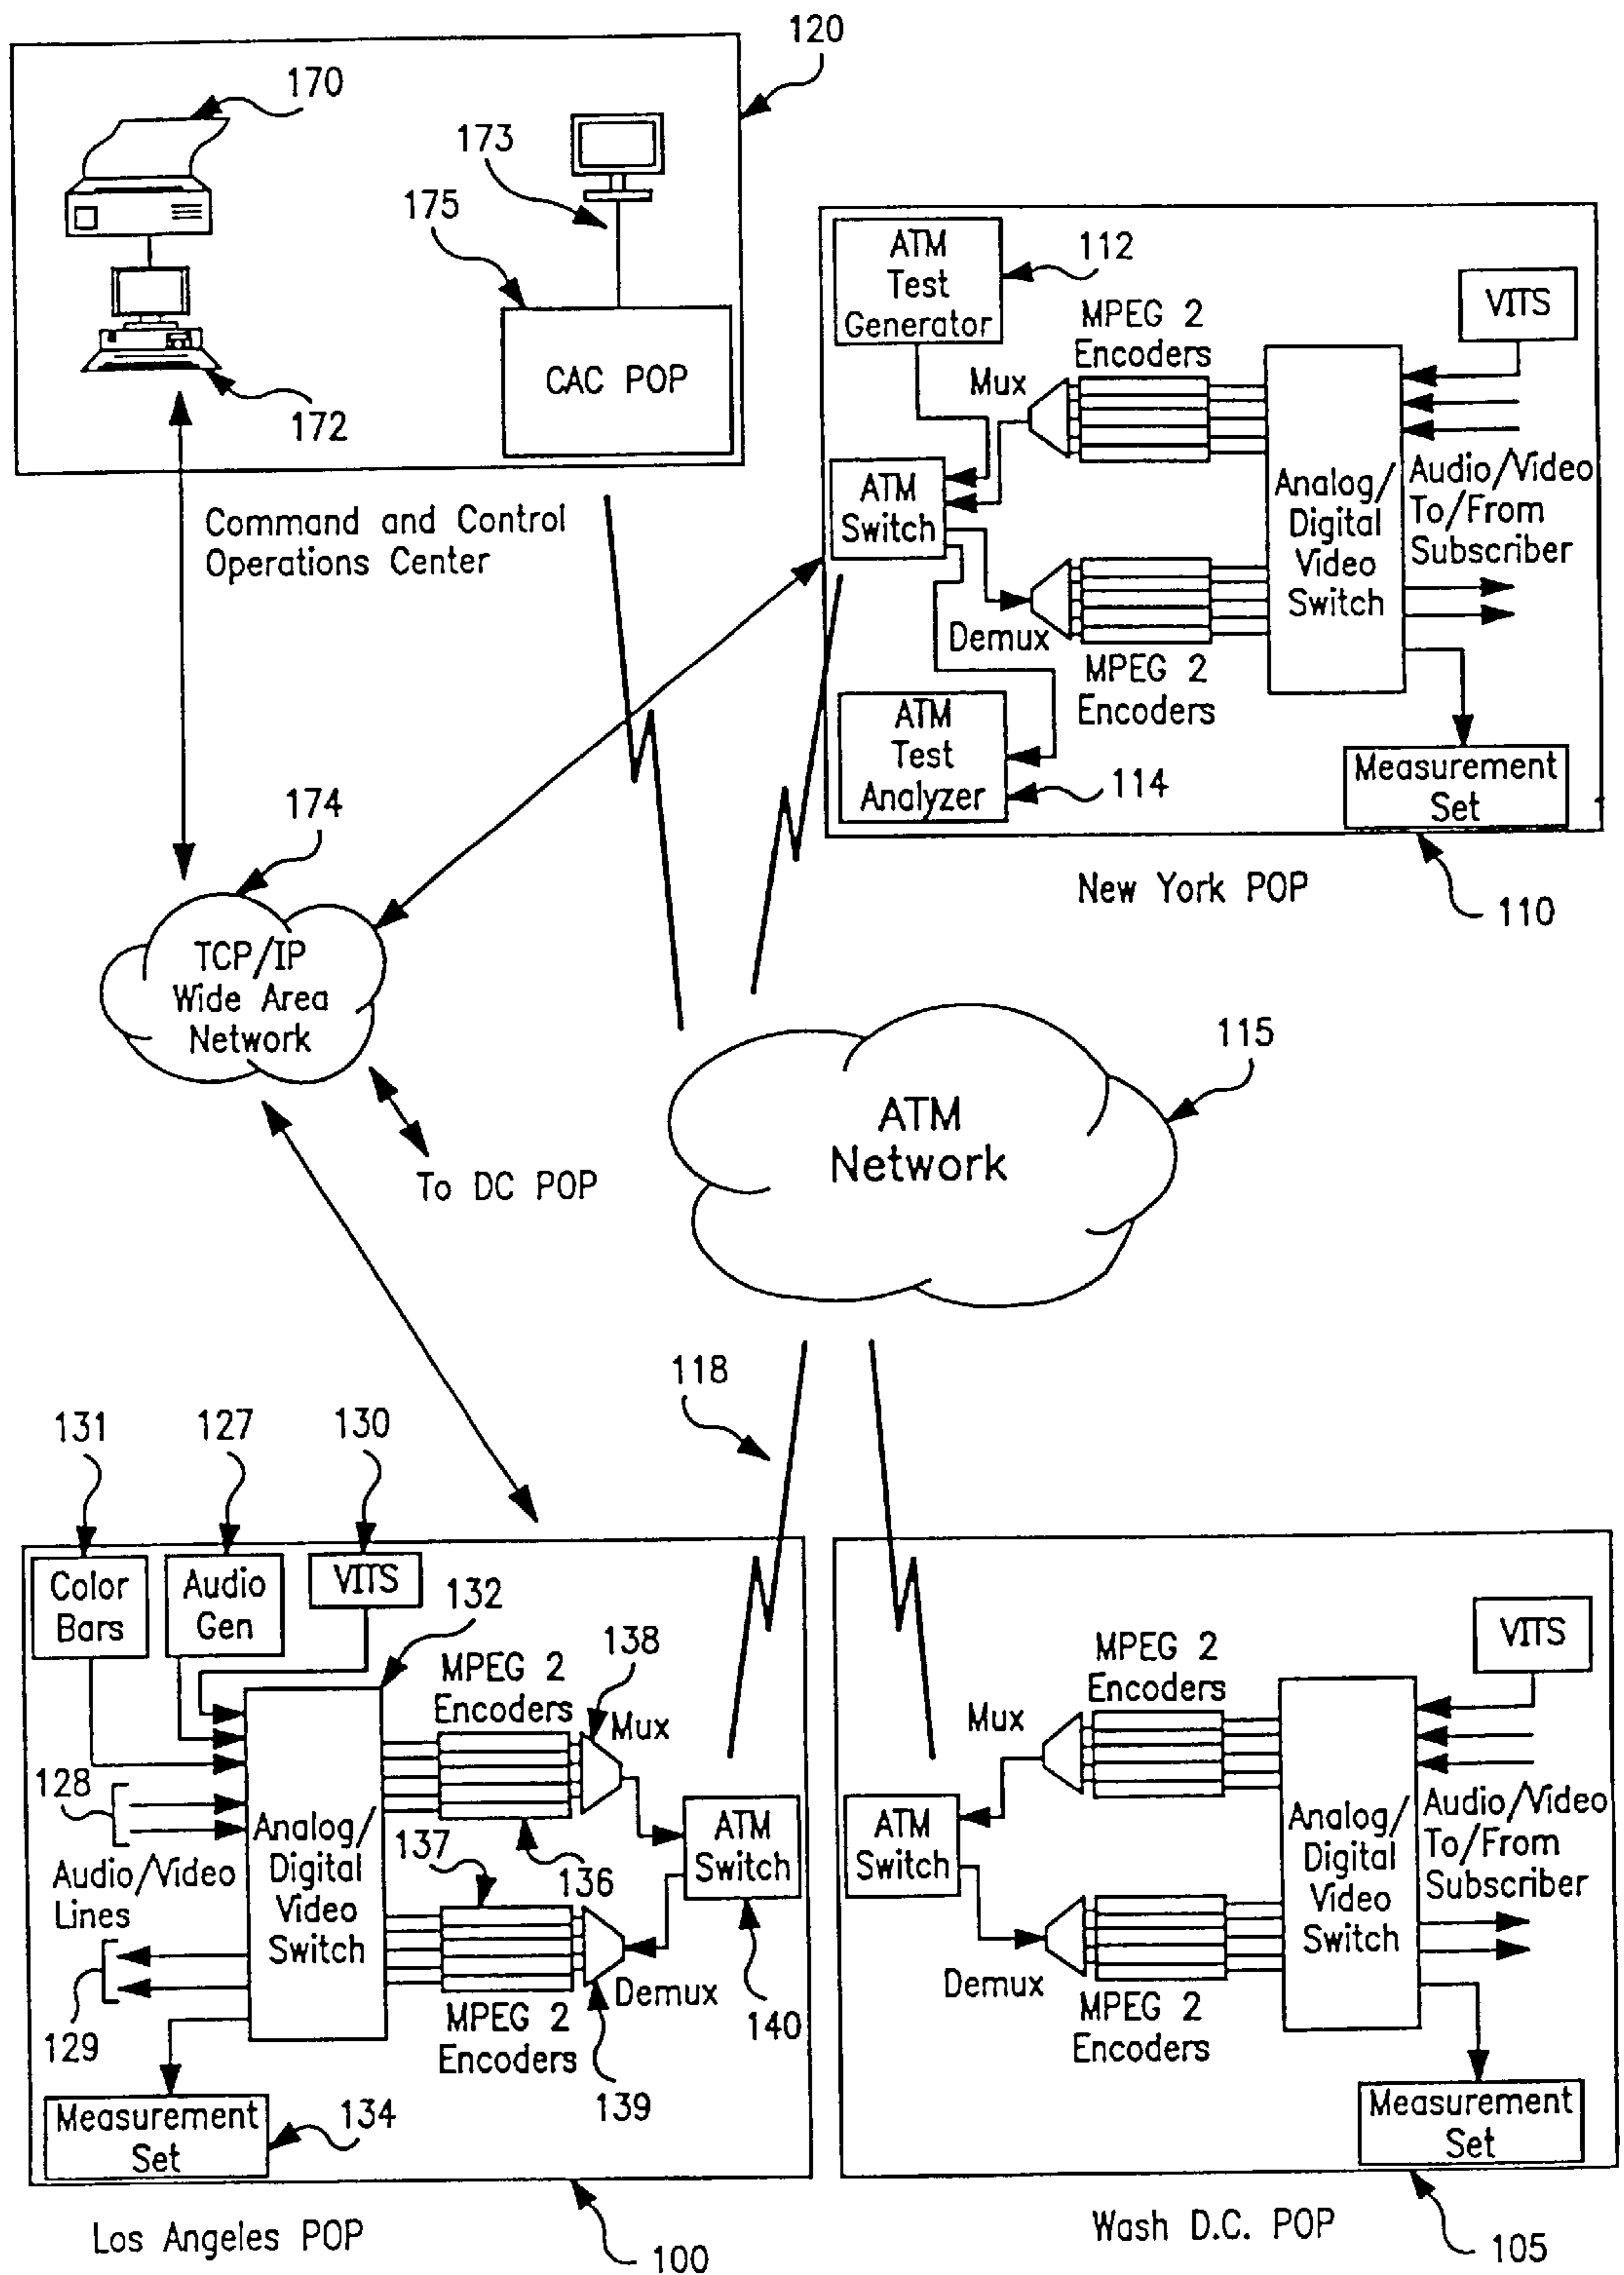 120
170
173
175
CAC POP
172
Command and Control
Operations Center
ATM
Test
Generator
112
MPEG 2
Encoders
VITS
Mux
ATM
Switch
Analog/
Digital
Video
Switch
Audio/Video
To/From
Subscriber
Demux
MPEG 2
Encoders
ATM
Test
Analyzer
114
Measurement
Set
New York POP
110
174
TCP/IP
Wide Area
Network
To DC POP
115
ATM
Network
118
131
127
130
Color
Bars
Audio
Gen
VITS
132
MPEG 2
Encoders
138
Mux
128
Analog/
Digital
Video
Switch
137
136
ATM
Switch
Audio/Video
Lines
129
Demux
140
MPEG 2
Encoders
139
Measurement
Set
134
Los Angeles POP
100
VITS
MPEG 2
Encoders
Mux
ATM
Switch
Analog/
Digital
Video
Switch
Audio/Video
To/From
Subscriber
Demux
MPEG 2
Encoders
Measurement
Set
Wash D.C. POP
105